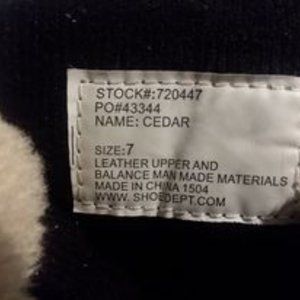 STOCK#:720447
PO#43344
NAME: CEDAR
SIZE:7
LEATHER UPPER AND
BALANCE MAN MADE MATERIALS
MADE IN CHINA 1504
WWW. SHOEDEPT.COM